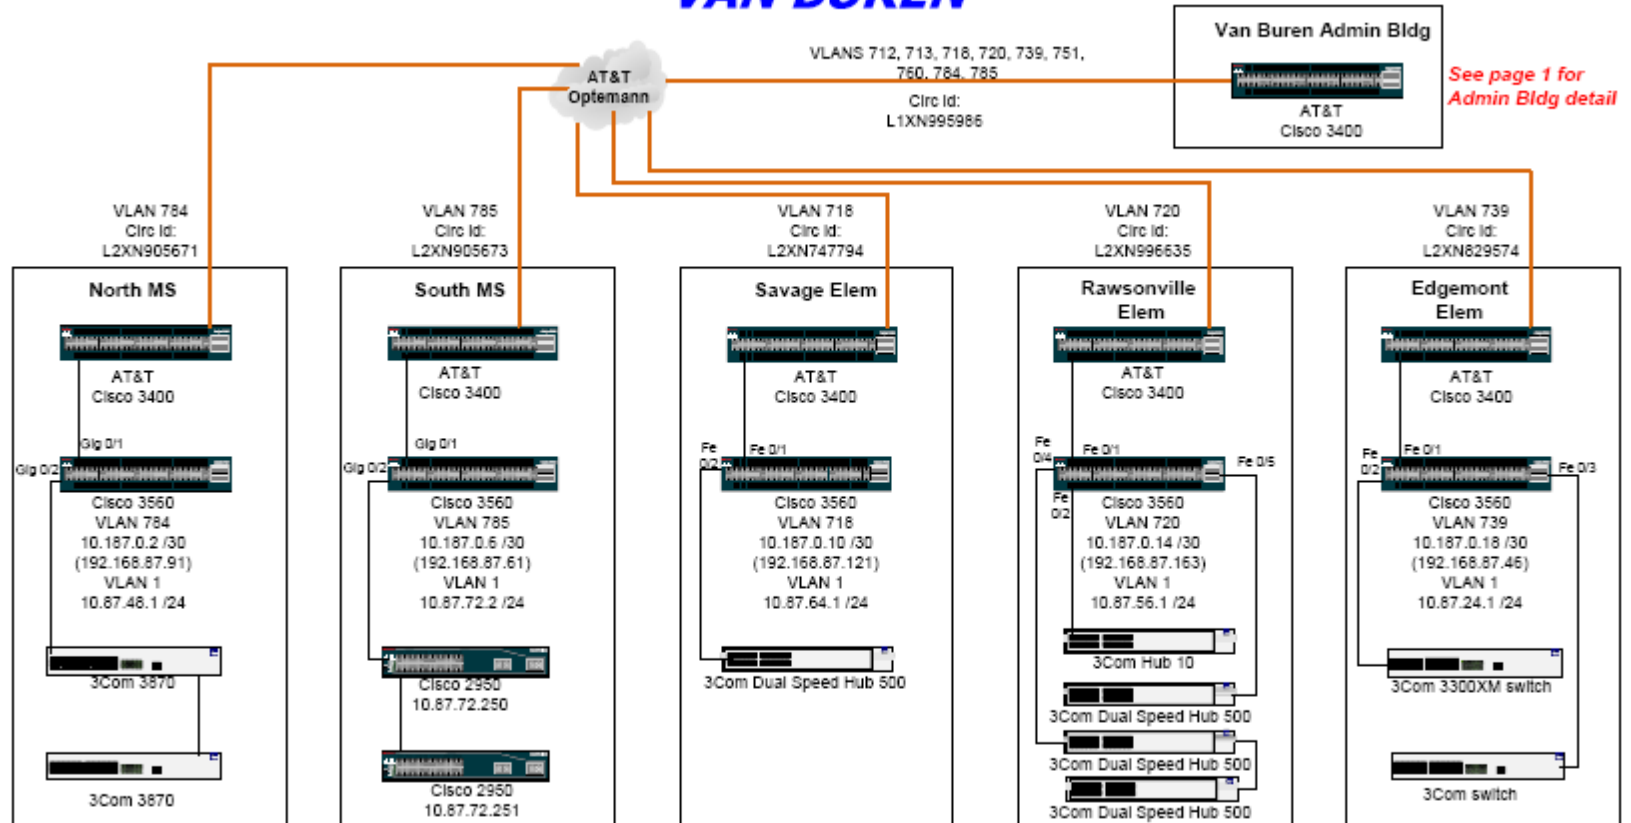 VAN BUREN
Van Buren Admin Bldg
AT&T
Cisco 3400
See page 1 for
Admin Bldg detail
VLANS 712, 713, 718, 720, 739, 751,
760, 784, 785
Circ Id:
L1XN995986
AT&T
Optemann
VLAN 784
Circ Id:
L2XN905671
North MS
AT&T
Cisco 3400
Gig 0/1
Gig 0/2
Cisco 3560
VLAN 784
10.187.0.2 /30
(192.168.87.91)
VLAN 1
10.87.48.1 /24
3Com 3870
3Com 3870
VLAN 785
Circ Id:
L2XN905673
South MS
AT&T
Cisco 3400
Gig 0/1
Gig 0/2
Cisco 3560
VLAN 785
10.187.0.6 /30
(192.168.87.61)
VLAN 1
10.87.72.2 /24
Cisco 2950
10.87.72.250
Cisco 2950
10.87.72.251
VLAN 718
Circ Id:
L2XN747794
Savage Elem
AT&T
Cisco 3400
Fe
0/2
Fe 0/1
Cisco 3560
VLAN 718
10.187.0.10 /30
(192.168.87.121)
VLAN 1
10.87.64.1 /24
3Com Dual Speed Hub 500
VLAN 720
Circ Id:
L2XN996635
Rawsonville
Elem
AT&T
Cisco 3400
Fe
0/4
Fe 0/1
Fe 0/5
Fe
0/2
Cisco 3560
VLAN 720
10.187.0.14 /30
(192.168.87.163)
VLAN 1
10.87.56.1 /24
3Com Hub 10
3Com Dual Speed Hub 500
3Com Dual Speed Hub 500
3Com Dual Speed Hub 500
VLAN 739
Circ Id:
L2XN829574
Edgemont
Elem
AT&T
Cisco 3400
Fe
0/2
Fe 0/1
Fe 0/3
Cisco 3560
VLAN 739
10.187.0.18 /30
(192.168.87.46)
VLAN 1
10.87.24.1 /24
3Com 3300XM switch
3Com switch